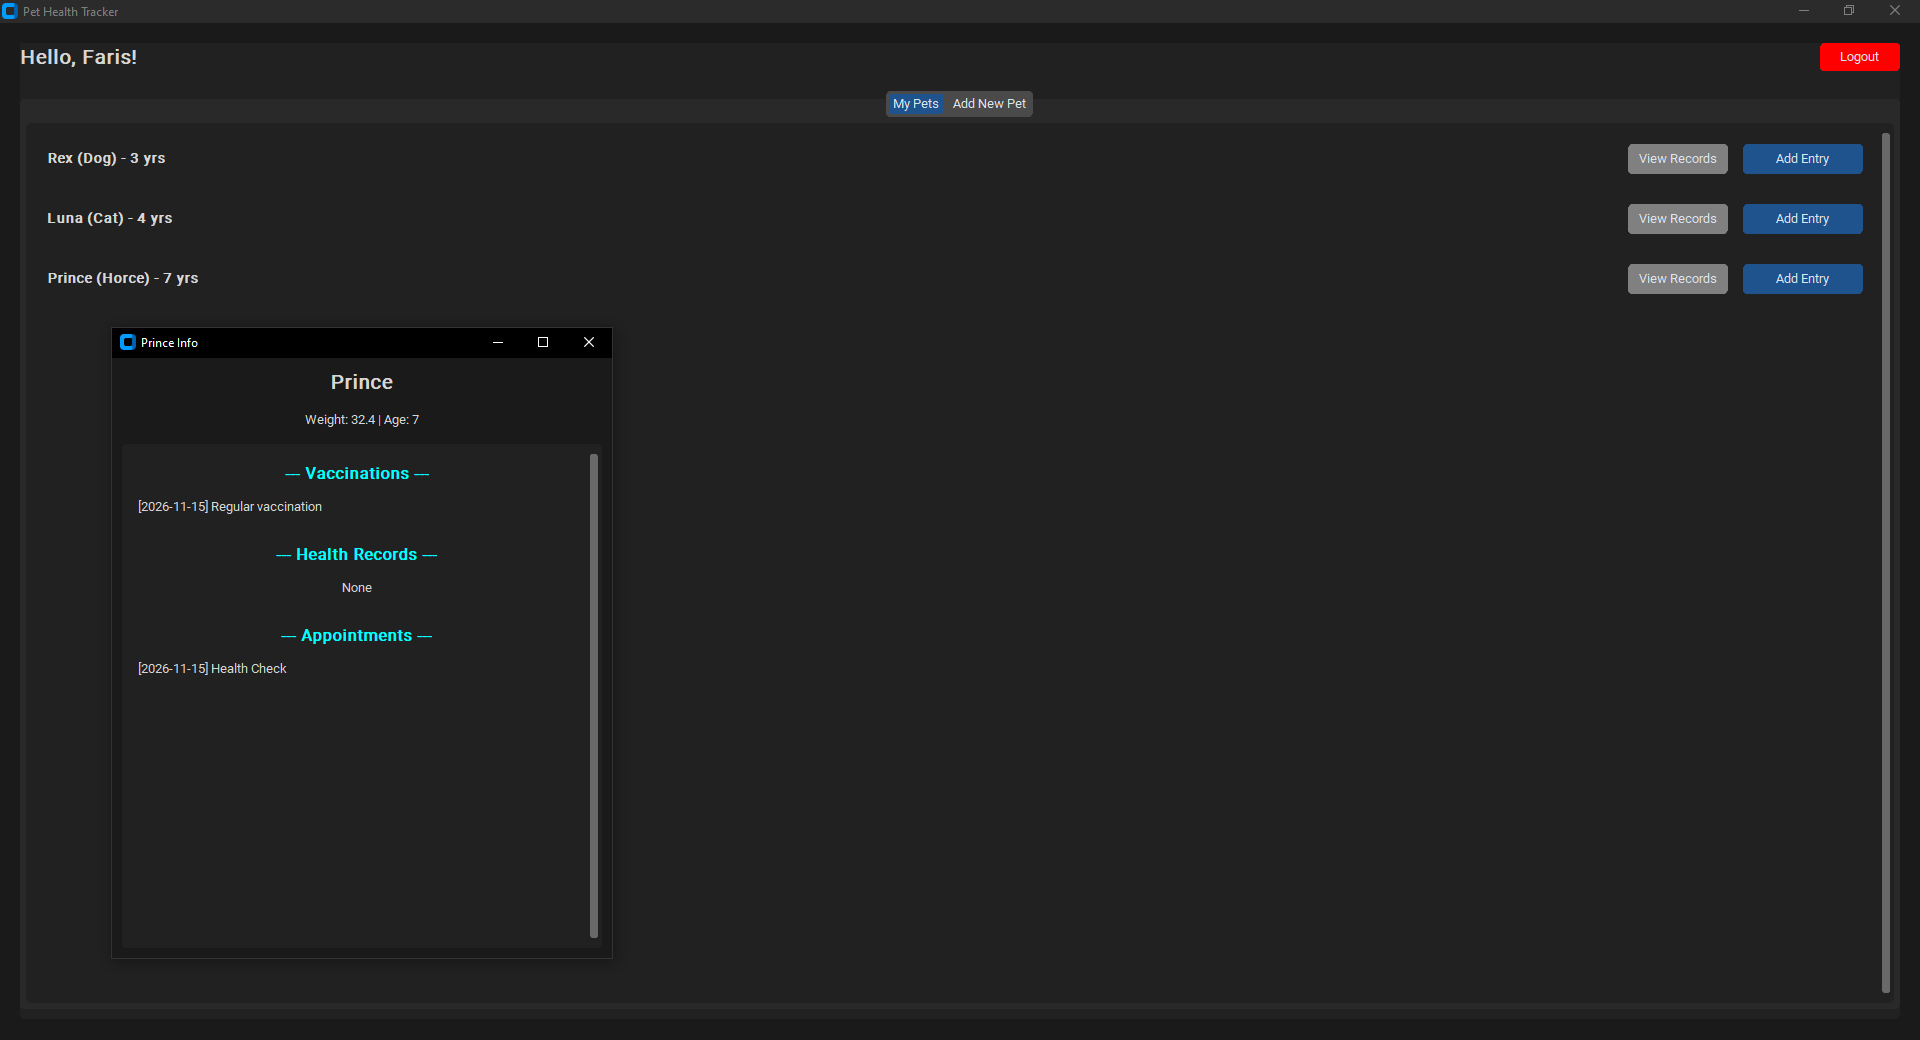 Pet Health Tracker
Hello, Faris!
Logout
My Pets Add New Pet
Rex (Dog) - 3 yrs View Records Add Entry
Luna (Cat) - 4 yrs View Records Add Entry
Prince (Horce) - 7 yrs View Records Add Entry
Prince Info
Prince
Weight: 32.4 | Age: 7
--- Vaccinations ---
[2026-11-15] Regular vaccination
--- Health Records ---
None
--- Appointments ---
[2026-11-15] Health Check